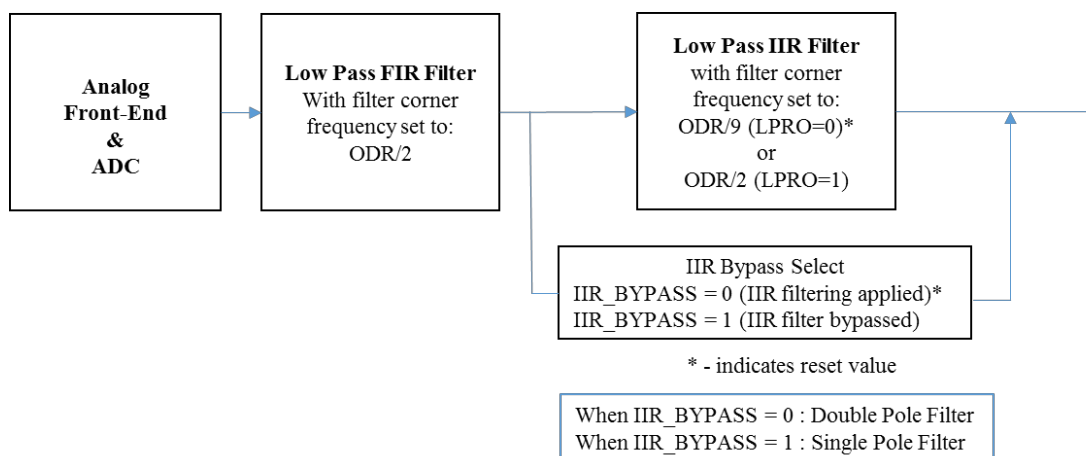 Analog
Front-End
&
ADC
Low Pass FIR Filter
With filter corner
frequency set to:
ODR/2
Low Pass IIR Filter
with filter corner
frequency set to:
ODR/9 (LPRO=0)*
or
ODR/2 (LPRO=1)
IIR Bypass Select
IIR_BYPASS = 0 (IIR filtering applied)*
IIR_BYPASS = 1 (IIR filter bypassed)
* - indicates reset value
When IIR_BYPASS = 0 : Double Pole Filter
When IIR_BYPASS = 1 : Single Pole Filter